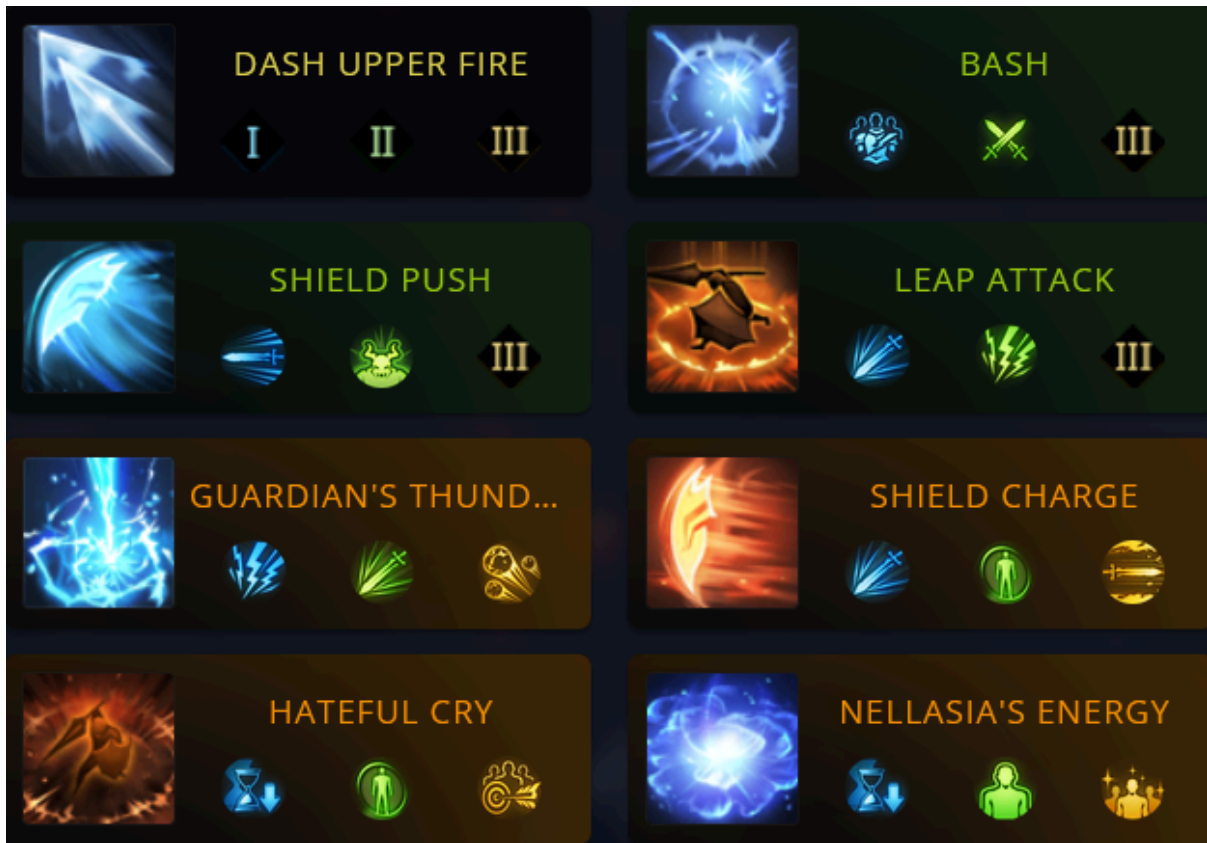 DASH UPPER FIRE
I II III
BASH
III
SHIELD PUSH
III
LEAP ATTACK
III
GUARDIAN'S THUND...
SHIELD CHARGE
HATEFUL CRY
NELLASIA'S ENERGY